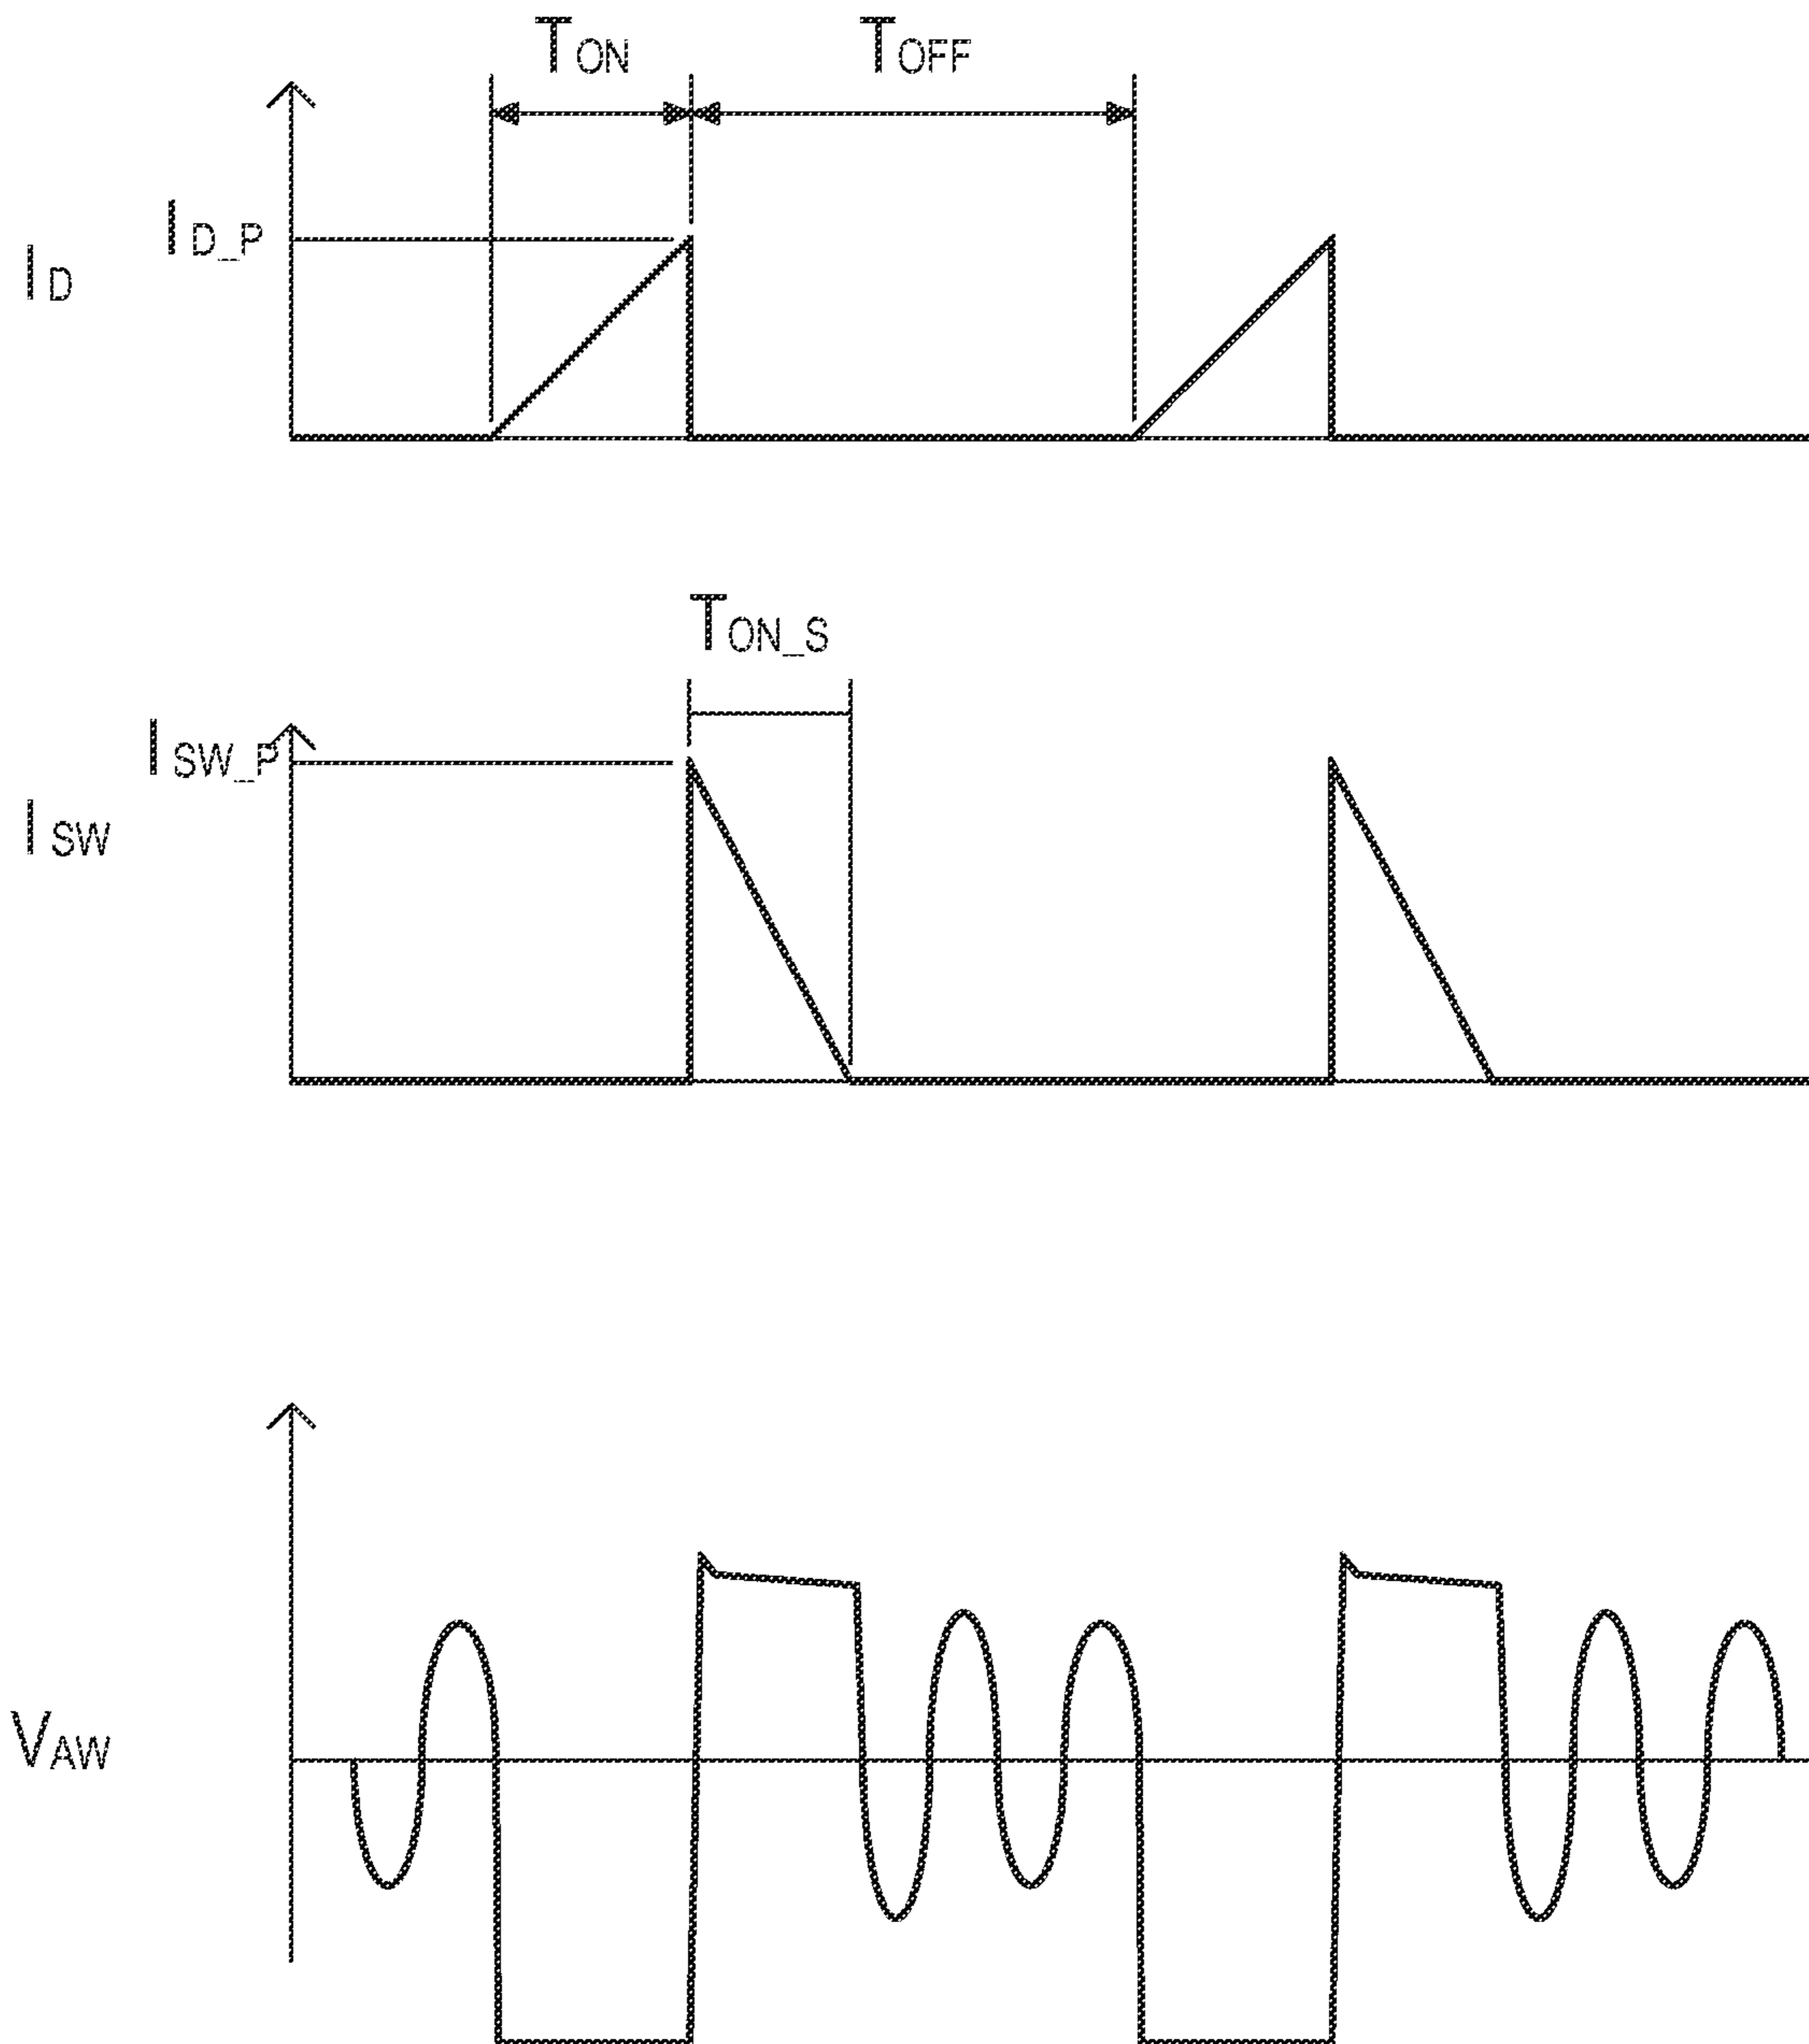 TON
TOFF
ID_P
ID
TON_S
ISW_P
ISW
VAW